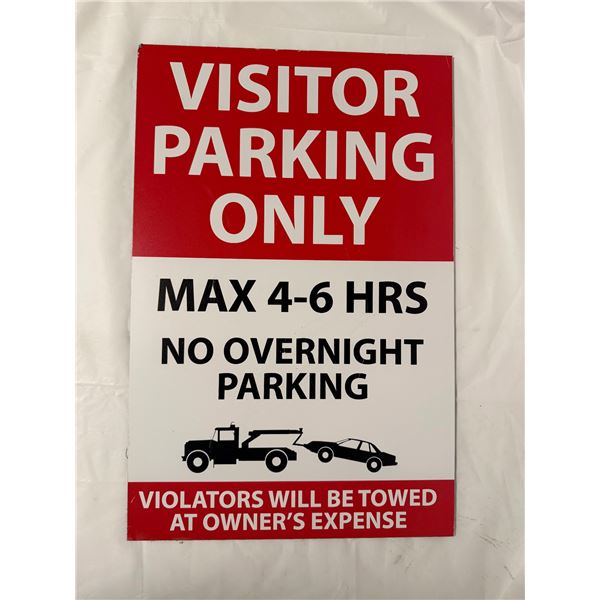 VISITOR
PARKING
ONLY
MAX 4-6 HRS
NO OVERNIGHT
PARKING
VIOLATORS WILL BE TOWED
AT OWNER'S EXPENSE